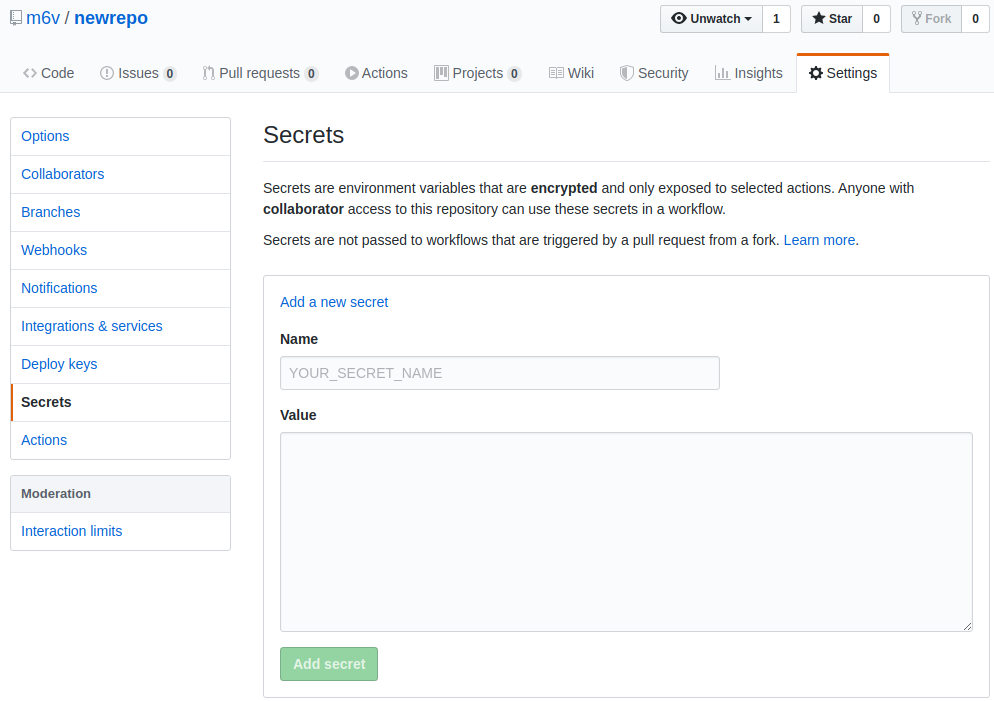 m6v / newrepo
Unwatch 1 Star 0 Fork 0
Code Issues 0 Pull requests 0 Actions Projects 0 Wiki Security Insights Settings
Options
Collaborators
Branches
Webhooks
Notifications
Integrations & services
Deploy keys
Secrets
Actions
Moderation
Interaction limits
Secrets
Secrets are environment variables that are encrypted and only exposed to selected actions. Anyone with
collaborator access to this repository can use these secrets in a workflow.
Secrets are not passed to workflows that are triggered by a pull request from a fork. Learn more.
Add a new secret
Name
YOUR_SECRET_NAME
Value
Add secret